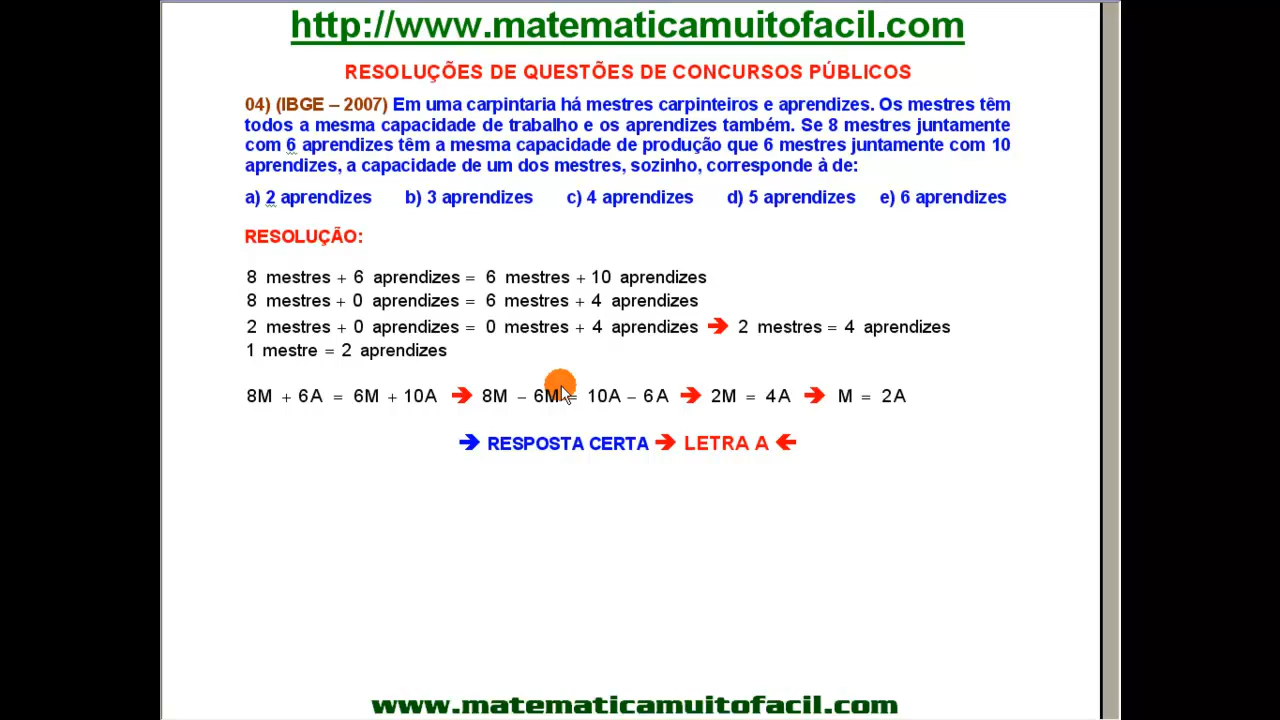 http://www.matematicamuitofacil.com
RESOLUÇÕES DE QUESTÕES DE CONCURSOS PÚBLICOS
04) (IBGE – 2007) Em uma carpintaria há mestres carpinteiros e aprendizes. Os mestres têm
todos a mesma capacidade de trabalho e os aprendizes também. Se 8 mestres juntamente
com 6 aprendizes têm a mesma capacidade de produção que 6 mestres juntamente com 10
aprendizes, a capacidade de um dos mestres, sozinho, corresponde à de:
a) 2 aprendizes b) 3 aprendizes c) 4 aprendizes d) 5 aprendizes e) 6 aprendizes
RESOLUÇÃO:
8 mestres + 6 aprendizes = 6 mestres + 10 aprendizes
8 mestres + 0 aprendizes = 6 mestres + 4 aprendizes
2 mestres + 0 aprendizes = 0 mestres + 4 aprendizes ➔ 2 mestres = 4 aprendizes
1 mestre = 2 aprendizes
8M + 6A = 6M + 10A ➔ 8M – 6M = 10A – 6A ➔ 2M = 4A ➔ M = 2A
➔ RESPOSTA CERTA ➔ LETRA A ←
www.matematicamuitofacil.com